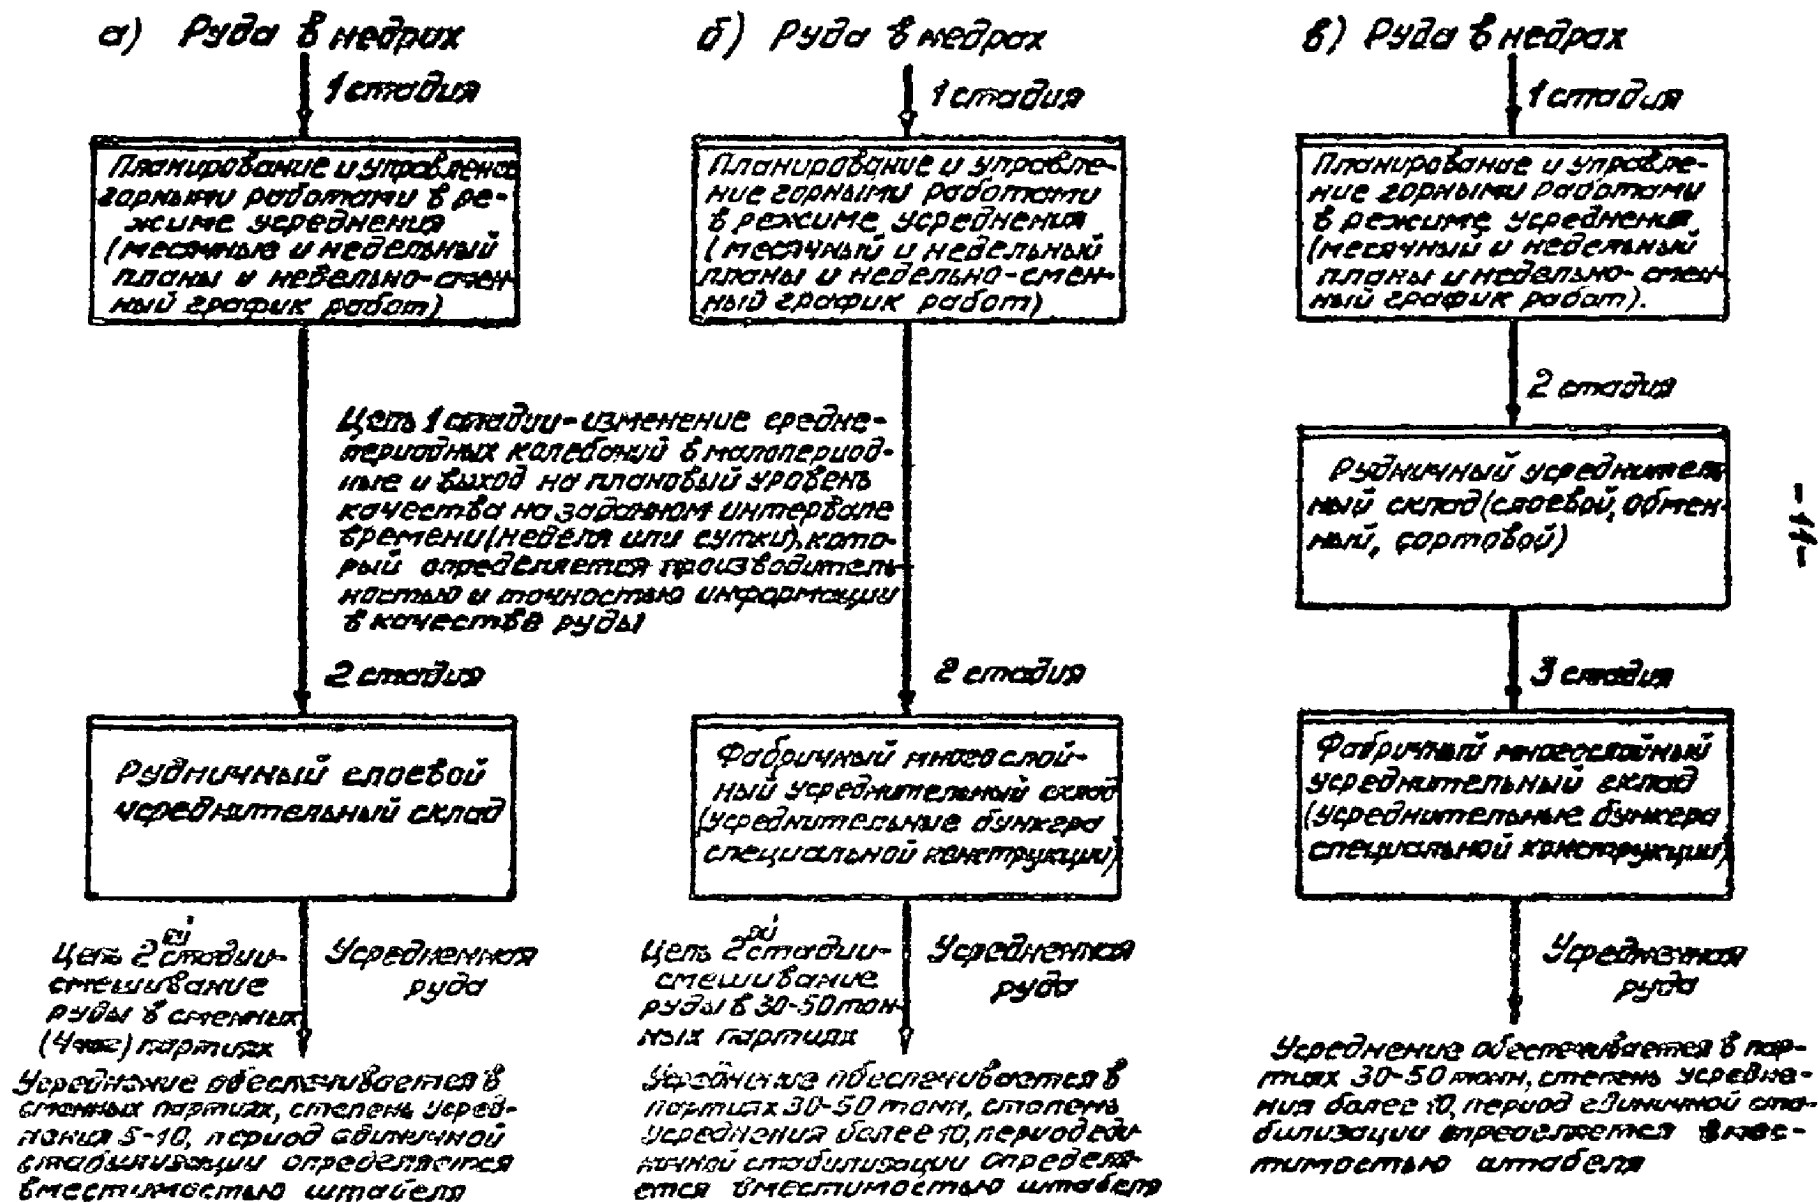 а) Руда в недрах
1 стадия
Планирование и управление
горными работами в ре-
жиме усреднения
(месячные и недельный
планы и недельно-смен-
ный график работ)
2 стадия
Рудничный слоевой
усреднительный склад
Цель 2ой стадии-
смешивание
руды в сменных
(4час) партиях
Усредненная
руда
Усреднение обеспечивается в
сменных партиях, степень усред-
нения 5-10, период единичной
стабилизации определяется
вместимостью штабеля
Цель 1 стадии-изменение средне-
периодных колебаний в малопериод-
ные и выход на плановый уровень
качества на заданном интервале
времени(неделя или сутки), кото-
рый определяется производитель-
ностью и точностью информации
в качестве руды
б) Руда в недрах
1 стадия
Планирование и управле-
ние горными работами
в режиме усреднения
(месячный и недельный
планы и недельно-смен-
ный график работ)
2 стадия
Фабричный многослой-
ный усреднительный склад
(усреднительные бункера
специальной конструкции)
Цель 2ой стадии-
смешивание
руды в 30-50 тон-
ных партиях
Усредненная
руда
Усреднение обеспечивается в
партиях 30-50 тонн, степень
усреднения более 10, период еди
ничной стабилизации определя-
ется вместимостью штабеля
в) Руда в недрах
1 стадия
Планирование и управле-
ние горными работами
в режиме усреднения
(месячный и недельный
планы и недельно-смен-
ный график работ).
2 стадия
Рудничный усреднитель
ный склад(слоевой, обмен-
ный, сортовой)
3 стадия
Фабричный многослойный
усреднительный склад
(усреднительные бункера
специальной конструкции)
Усредненная
руда
Усреднение обеспечивается в пар-
тиях 30-50 тонн, степень усредне-
ния более 10, период единичной ста-
билизации определяется вмес-
тимостью штабеля
-11-